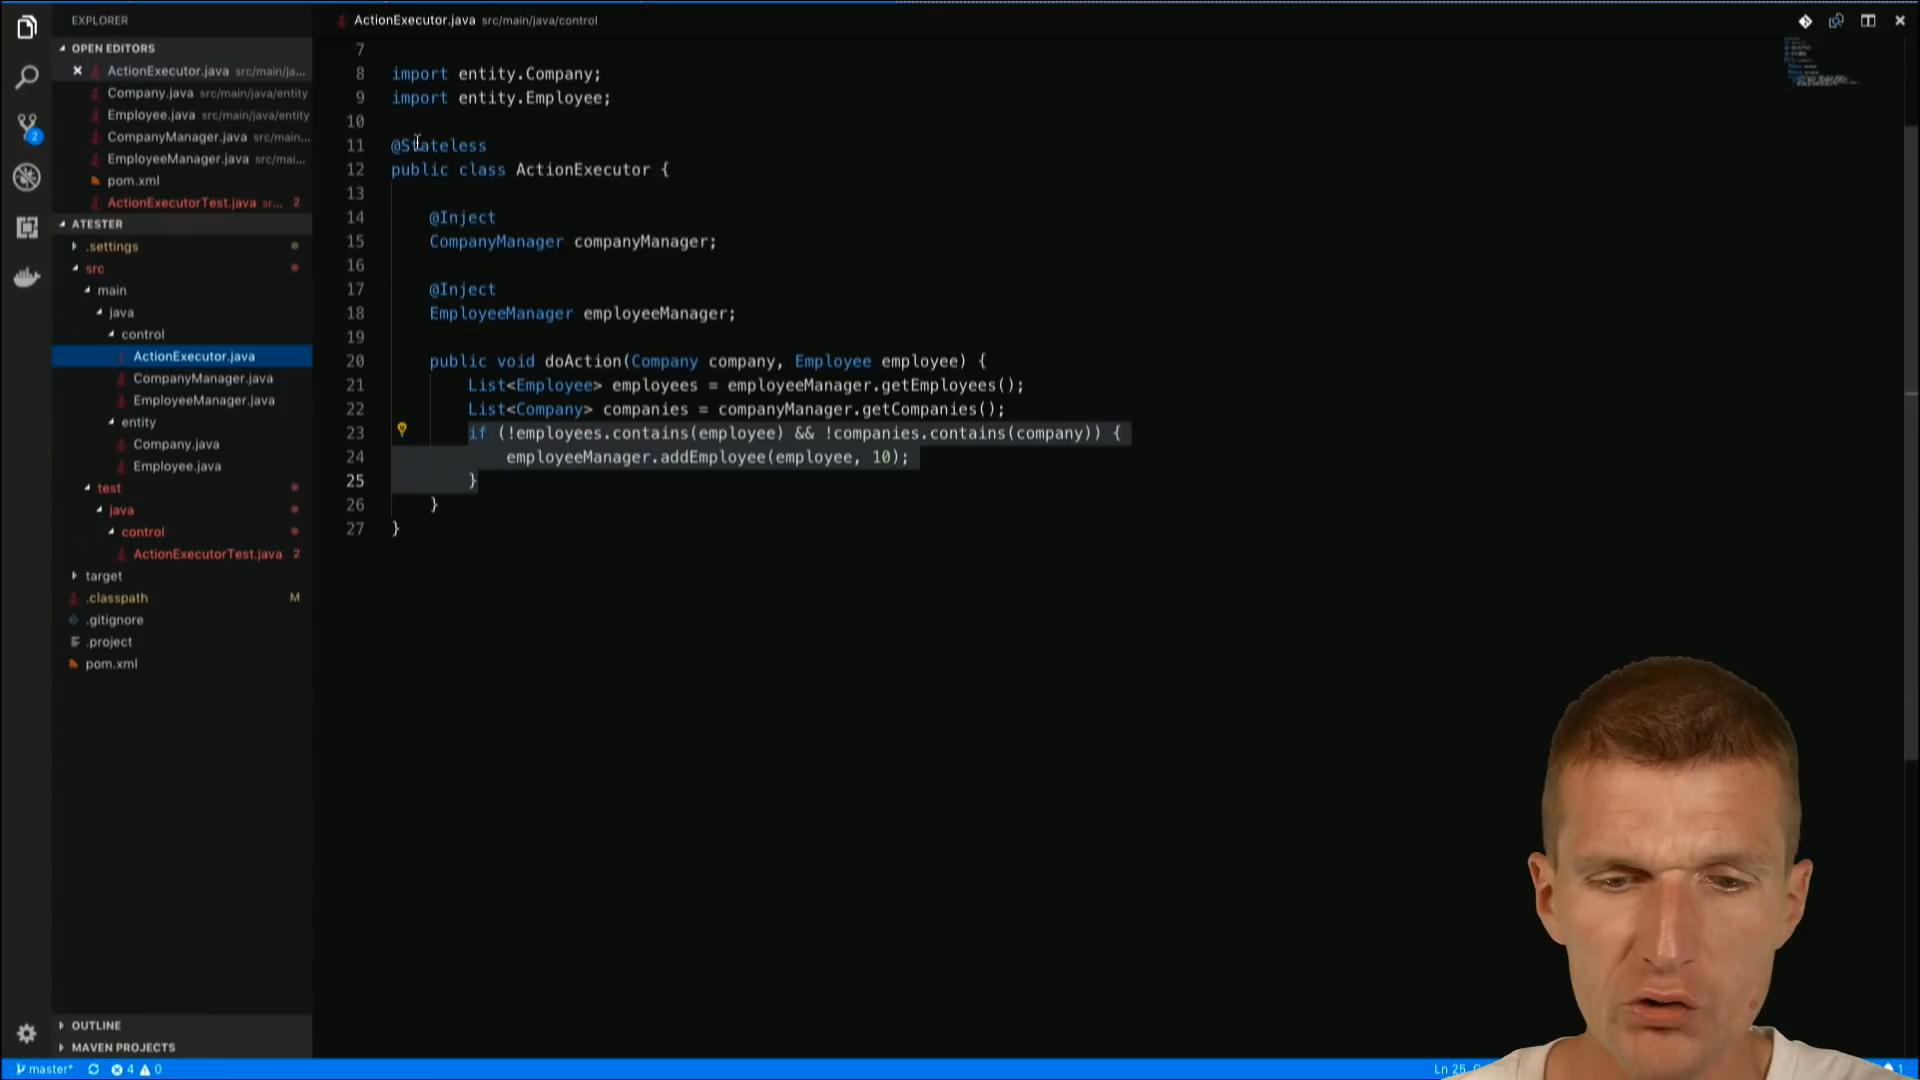 EXPLORER
OPEN EDITORS
ActionExecutor.java src/main/ja...
Company.java src/main/java/entity
Employee.java src/main/java/entity
CompanyManager.java src/main...
EmployeeManager.java src/mai...
pom.xml
ActionExecutorTest.java sr... 2
ATESTER
.settings
src
main
java
control
ActionExecutor.java
CompanyManager.java
EmployeeManager.java
entity
Company.java
Employee.java
test
java
control
ActionExecutorTest.java 2
target
.classpath M
.gitignore
.project
pom.xml
OUTLINE
MAVEN PROJECTS
ActionExecutor.java src/main/java/control
7
8 import entity.Company;
9 import entity.Employee;
10
11 @Stateless
12 public class ActionExecutor {
13
14 @Inject
15 CompanyManager companyManager;
16
17 @Inject
18 EmployeeManager employeeManager;
19
20 public void doAction(Company company, Employee employee) {
21 List<Employee> employees = employeeManager.getEmployees();
22 List<Company> companies = companyManager.getCompanies();
23 if (!employees.contains(employee) && !companies.contains(company)) {
24 employeeManager.addEmployee(employee, 10);
25 }
26 }
27 }
2
master* 4 0
Ln 25,
1